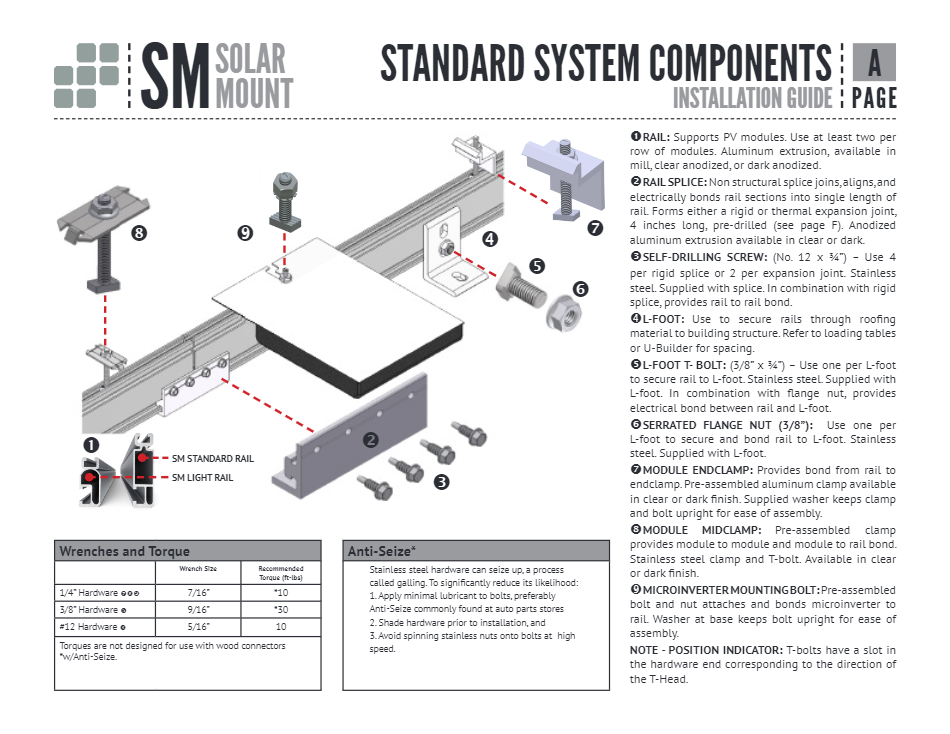 SM SOLAR MOUNT
STANDARD SYSTEM COMPONENTS
INSTALLATION GUIDE
A
PAGE
❶RAIL: Supports PV modules. Use at least two per
row of modules. Aluminum extrusion, available in
mill, clear anodized, or dark anodized.
❷RAIL SPLICE: Non structural splice joins, aligns, and
electrically bonds rail sections into single length of
rail. Forms either a rigid or thermal expansion joint,
4 inches long, pre-drilled (see page F). Anodized
aluminum extrusion available in clear or dark.
❸SELF-DRILLING SCREW: (No. 12 x ¾”) – Use 4
per rigid splice or 2 per expansion joint. Stainless
steel. Supplied with splice. In combination with rigid
splice, provides rail to rail bond.
❹L-FOOT: Use to secure rails through roofing
material to building structure. Refer to loading tables
or U-Builder for spacing.
❺L-FOOT T- BOLT: (3/8” x ¾”) – Use one per L-foot
to secure rail to L-foot. Stainless steel. Supplied with
L-foot. In combination with flange nut, provides
electrical bond between rail and L-foot.
❻SERRATED FLANGE NUT (3/8”): Use one per
L-foot to secure and bond rail to L-foot. Stainless
steel. Supplied with L-foot.
❼MODULE ENDCLAMP: Provides bond from rail to
endclamp. Pre-assembled aluminum clamp available
in clear or dark finish. Supplied washer keeps clamp
and bolt upright for ease of assembly.
❽MODULE MIDCLAMP: Pre-assembled clamp
provides module to module and module to rail bond.
Stainless steel clamp and T-bolt. Available in clear
or dark finish.
❾MICROINVERTER MOUNTING BOLT: Pre-assembled
bolt and nut attaches and bonds microinverter to
rail. Washer at base keeps bolt upright for ease of
assembly.
NOTE - POSITION INDICATOR: T-bolts have a slot in
the hardware end corresponding to the direction of
the T-Head.
❽
❾
❹
❼
❺
❻
❶
❷
❸
SM STANDARD RAIL
SM LIGHT RAIL
Wrenches and Torque
Wrench Size
Recommended
Torque (ft-lbs)
1/4” Hardware 7/16” *10
3/8” Hardware 9/16” *30
#12 Hardware 5/16” 10
Torques are not designed for use with wood connectors
*w/Anti-Seize.
Anti-Seize*
Stainless steel hardware can seize up, a process
called galling. To significantly reduce its likelihood:
1. Apply minimal lubricant to bolts, preferably
Anti-Seize commonly found at auto parts stores
2. Shade hardware prior to installation, and
3. Avoid spinning stainless nuts onto bolts at high
speed.